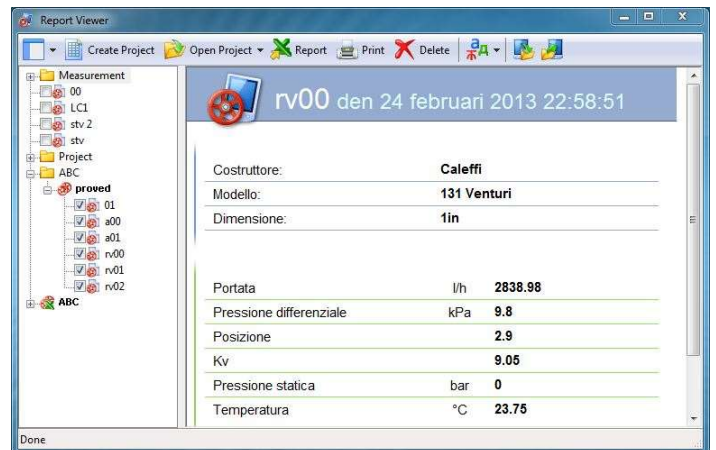 Report Viewer
Create Project Open Project Report Print Delete
Measurement
00
LC1
stv 2
stv
Project
ABC
proved
01
a00
a01
rv00
rv01
rv02
ABC
rv00 den 24 februari 2013 22:58:51
Costruttore: Caleffi
Modello: 131 Venturi
Dimensione: 1in
Portata l/h 2838.98
Pressione differenziale kPa 9.8
Posizione 2.9
Kv 9.05
Pressione statica bar 0
Temperatura °C 23.75
Done